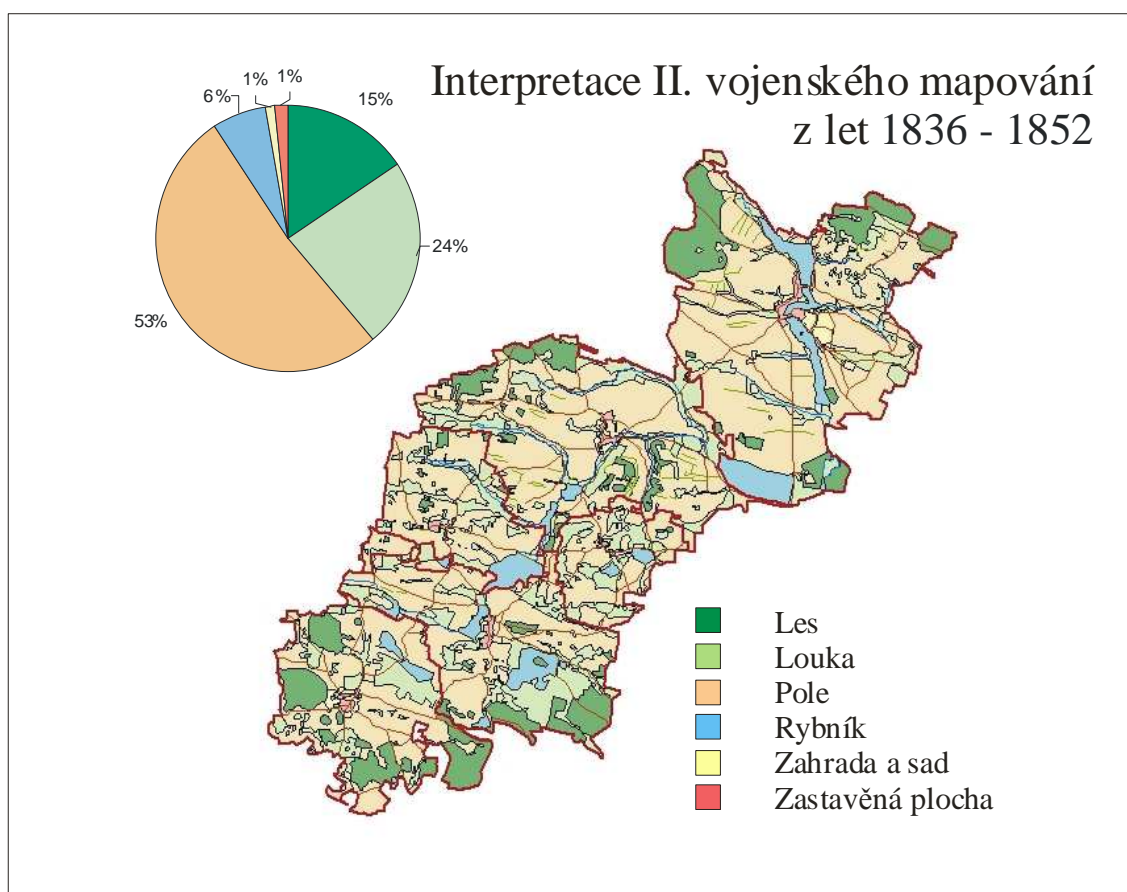 Interpretace II. vojenského mapování
z let 1836 - 1852
1%
1%
6%
15%
24%
53%
Les
Louka
Pole
Rybník
Zahrada a sad
Zastavěná plocha